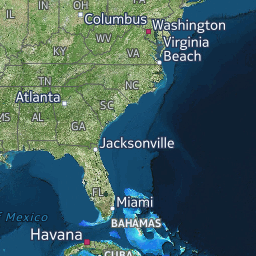 IL
IN
OH
Columbus
Washington
WV
KY
VA
Virginia
Beach
TN
NC
Atlanta
SC
MS
AL
GA
Jacksonville
FL
Miami
Mexico
BAHAMAS
Havana
CUBA